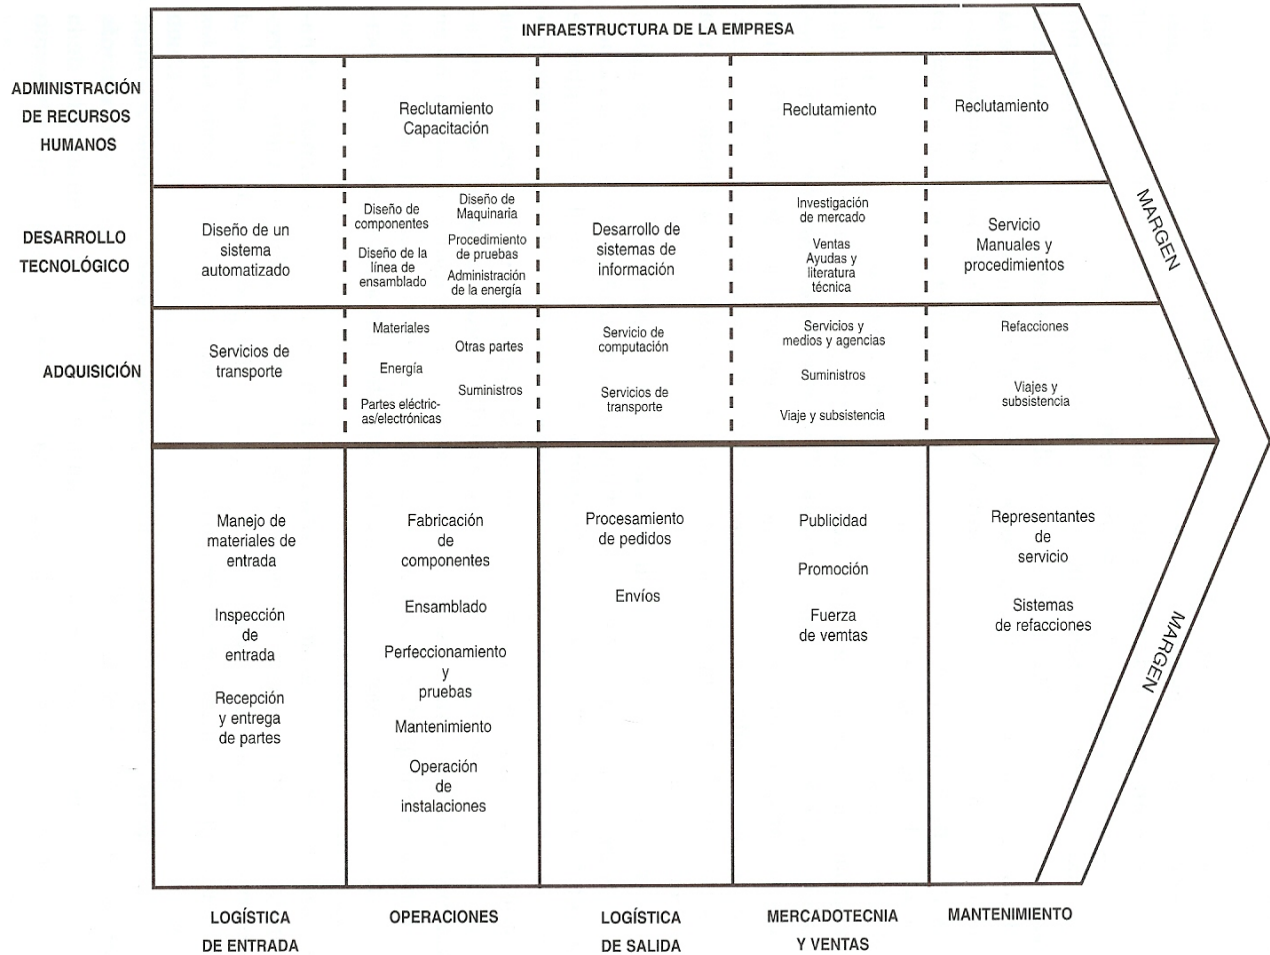 INFRAESTRUCTURA DE LA EMPRESA
ADMINISTRACIÓN
DE RECURSOS
HUMANOS
Reclutamiento
Capacitación
Reclutamiento
Reclutamiento
DESARROLLO
TECNOLÓGICO
Diseño de un
sistema
automatizado
Diseño de
componentes
Diseño de la
línea de
ensamblado
Diseño de
Maquinaria
Procedimiento
de pruebas
Administración
de la energía
Desarrollo de
sistemas de
información
Investigación
de mercado
Ventas
Ayudas y
literatura
técnica
Servicio
Manuales y
procedimientos
ADQUISICIÓN
Servicios de
transporte
Materiales
Energía
Partes eléctric-
as/electrónicas
Otras partes
Suministros
Servicio de
computación
Servicios de
transporte
Servicios y
medios y agencias
Suministros
Viaje y subsistencia
Refacciones
Viajes y
subsistencia
MARGEN
Manejo de
materiales de
entrada
Inspección
de
entrada
Recepción
y entrega
de partes
Fabricación
de
componentes
Ensamblado
Perfeccionamiento
y
pruebas
Mantenimiento
Operación
de
instalaciones
Procesamiento
de pedidos
Envíos
Publicidad
Promoción
Fuerza
de vemtas
Representantes
de
servicio
Sistemas
de refacciones
MARGEN
LOGÍSTICA
DE ENTRADA
OPERACIONES
LOGÍSTICA
DE SALIDA
MERCADOTECNIA
Y VENTAS
MANTENIMIENTO